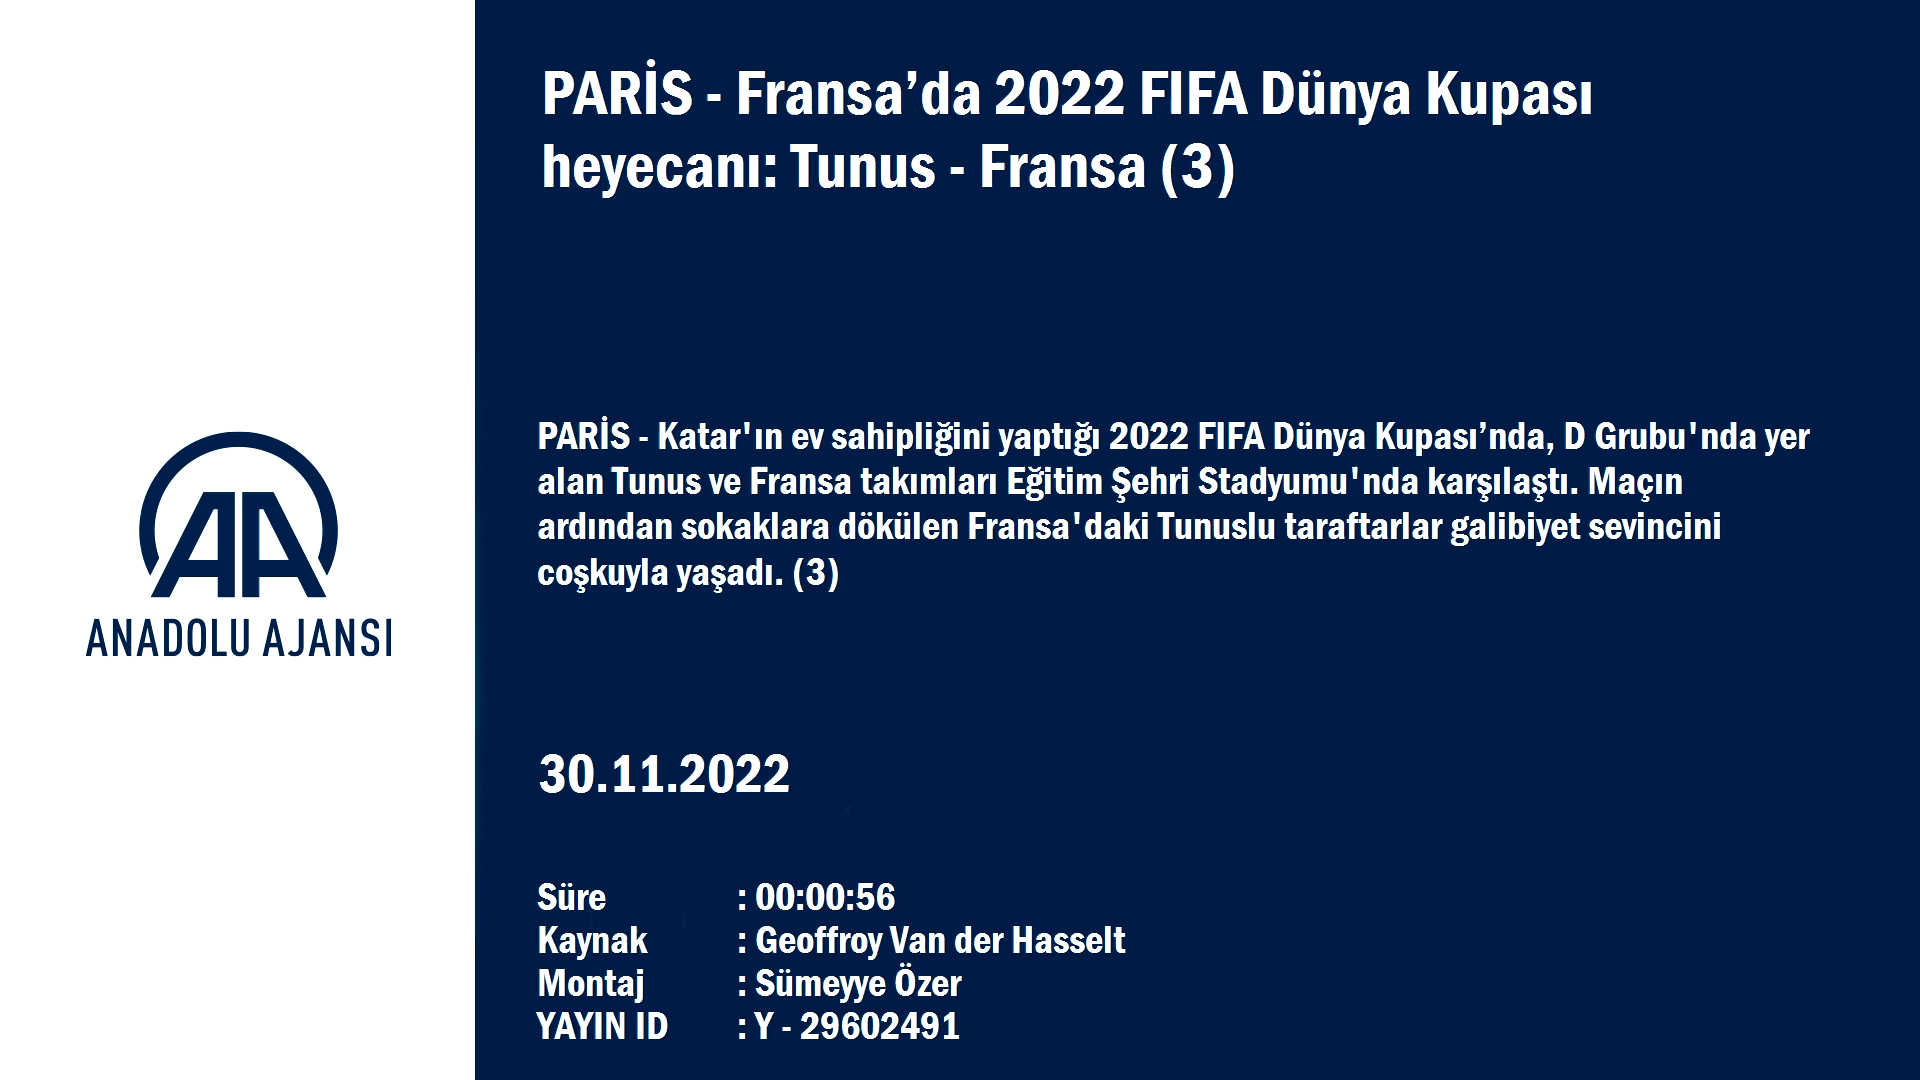 PARİS - Fransa’da 2022 FIFA Dünya Kupası
heyecanı: Tunus - Fransa (3)
PARİS - Katar'ın ev sahipliğini yaptığı 2022 FIFA Dünya Kupası’nda, D Grubu'nda yer
alan Tunus ve Fransa takımları Eğitim Şehri Stadyumu'nda karşılaştı. Maçın
ardından sokaklara dökülen Fransa'daki Tunuslu taraftarlar galibiyet sevincini
coşkuyla yaşadı. (3)
AA
ANADOLU AJANSI
30.11.2022
Süre : 00:00:56
Kaynak : Geoffroy Van der Hasselt
Montaj : Sümeyye Özer
YAYIN ID : Y - 29602491